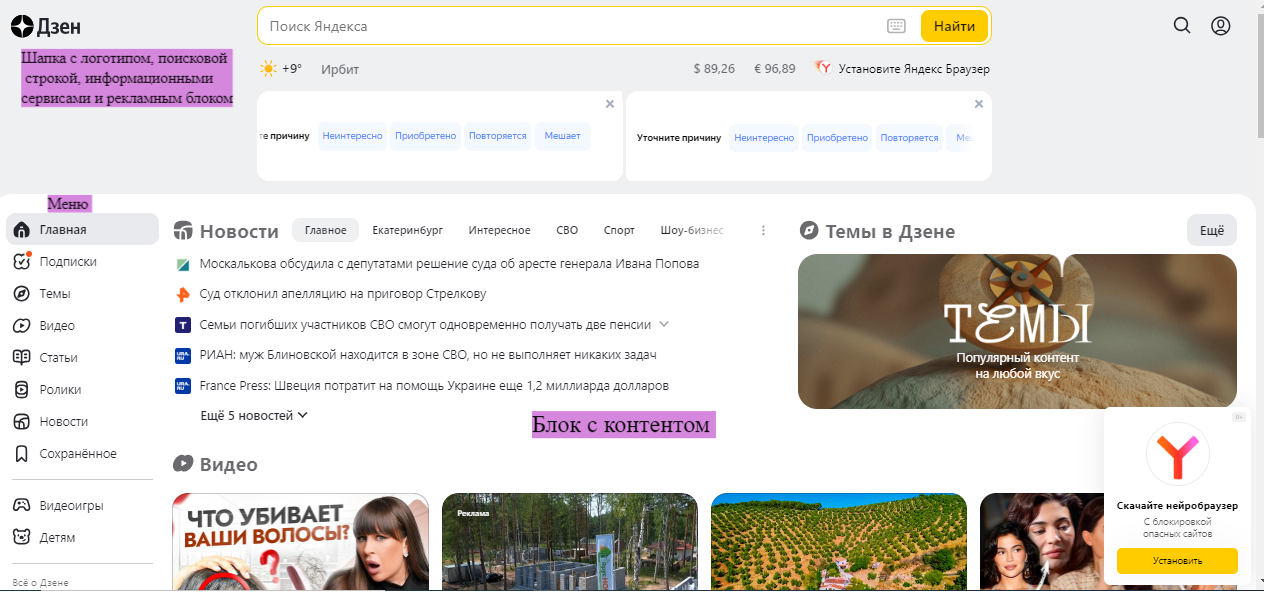 Дзен
Поиск Яндекса
Найти
Шапка с логотипом, поисковой
строкой, информационными
сервисами и рекламным блоком
+9° Ирбит
$ 89,26 € 96,89 Установите Яндекс Браузер
те причину Неинтересно Приобретено Повторяется Мешает
Уточните причину Неинтересно Приобретено Повторяется Меш
Меню
Главная
Подписки
Темы
Видео
Статьи
Ролики
Новости
Сохранённое
Видеоигры
Детям
Всё о Дзене
Новости Главное Екатеринбург Интересное СВО Спорт Шоу-бизнес
Москалькова обсудила с депутатами решение суда об аресте генерала Ивана Попова
Суд отклонил апелляцию на приговор Стрелкову
Т Семьи погибших участников СВО смогут одновременно получать две пенсии
URA.RU РИАН: муж Блиновской находится в зоне СВО, но не выполняет никаких задач
URA.RU France Press: Швеция потратит на помощь Украине еще 1,2 миллиарда долларов
Ещё 5 новостей
Блок с контентом
Темы в Дзене Ещё
ТЕМЫ
Популярный контент
на любой вкус
Видео
ЧТО УБИВАЕТ
ВАШИ ВОЛОСЫ?
Реклама
0+
Скачайте нейробраузер
С блокировкой
опасных сайтов
Установить